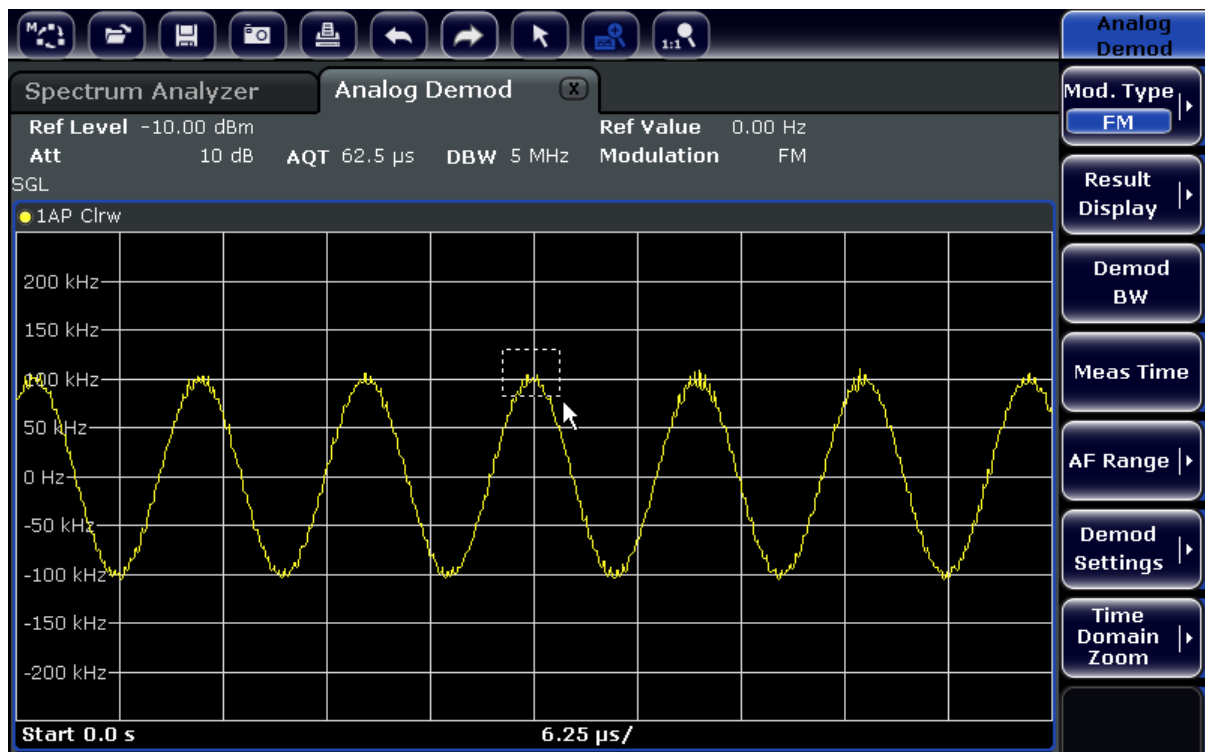 M
1:1
Analog
Demod
Spectrum Analyzer
Analog Demod
X
Mod. Type
FM
Ref Level -10.00 dBm
Ref Value 0.00 Hz
Att 10 dB AQT 62.5 µs DBW 5 MHz Modulation FM
SGL
1AP Clrw
Result
Display
200 kHz
150 kHz
100 kHz
50 kHz
0 Hz
-50 kHz
-100 kHz
-150 kHz
-200 kHz
Demod
BW
Meas Time
AF Range
Demod
Settings
Time
Domain
Zoom
Start 0.0 s
6.25 µs/